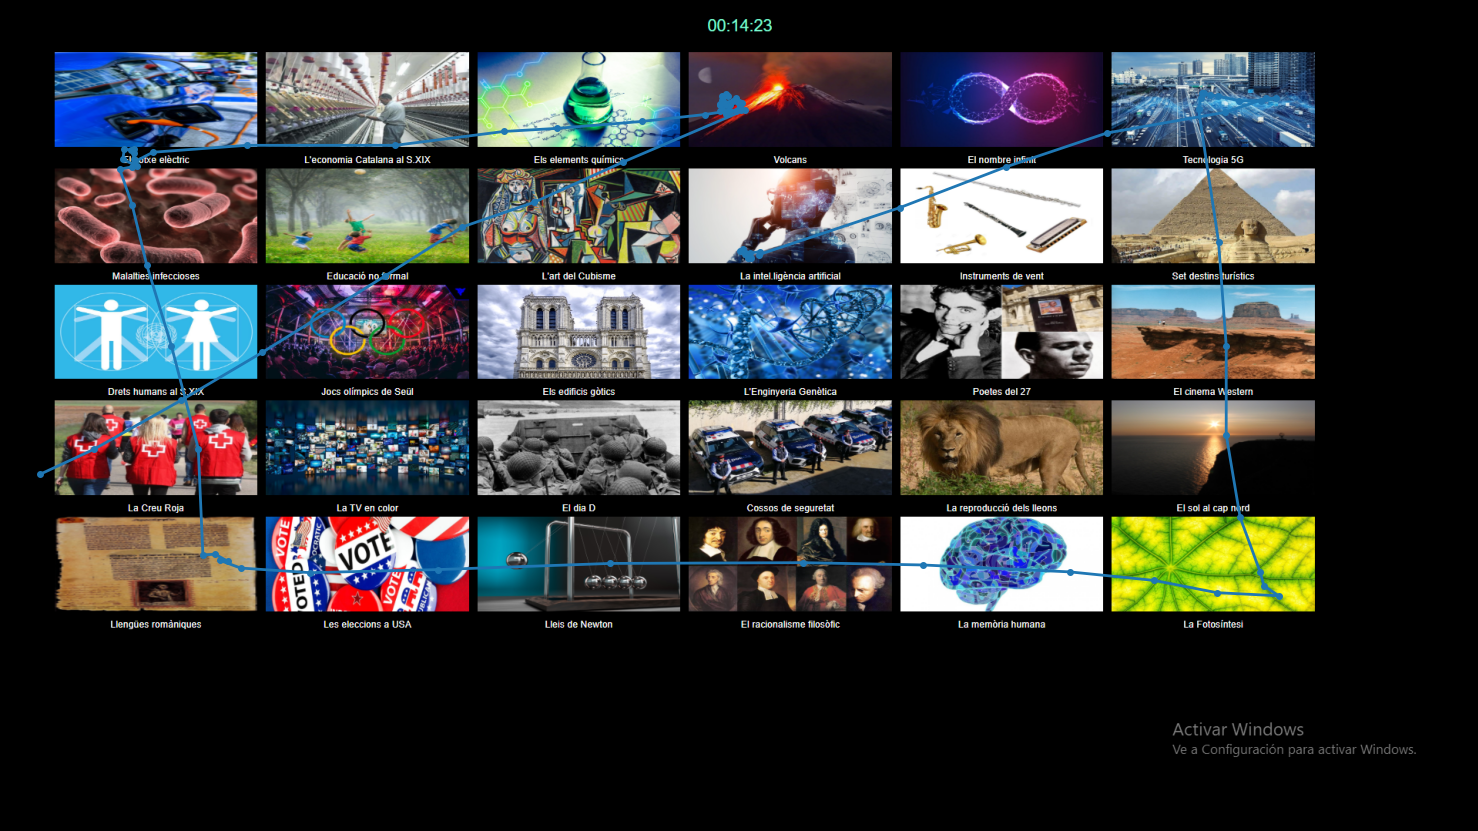 00:14:23
El cotxe elèctric
L'economia Catalana al S.XIX
Els elements químics
Volcans
El nombre infinit
Tecnologia 5G
Malalties infeccioses
Educació no formal
L'art del Cubisme
La intel.ligència artificial
Instruments de vent
Set destins turístics
Drets humans al S.XIX
Jocs olímpics de Seül
Els edificis gòtics
L'Enginyeria Genètica
Poetes del 27
El cinema Western
La Creu Roja
La TV en color
El dia D
Cossos de seguretat
La reproducció dels lleons
El sol al cap nord
VOTE
VOTE
VOTE
Llengües romàniques
Les eleccions a USA
Lleis de Newton
El racionalisme filosòfic
La memòria humana
La Fotosíntesi
Activar Windows
Ve a Configuración para activar Windows.